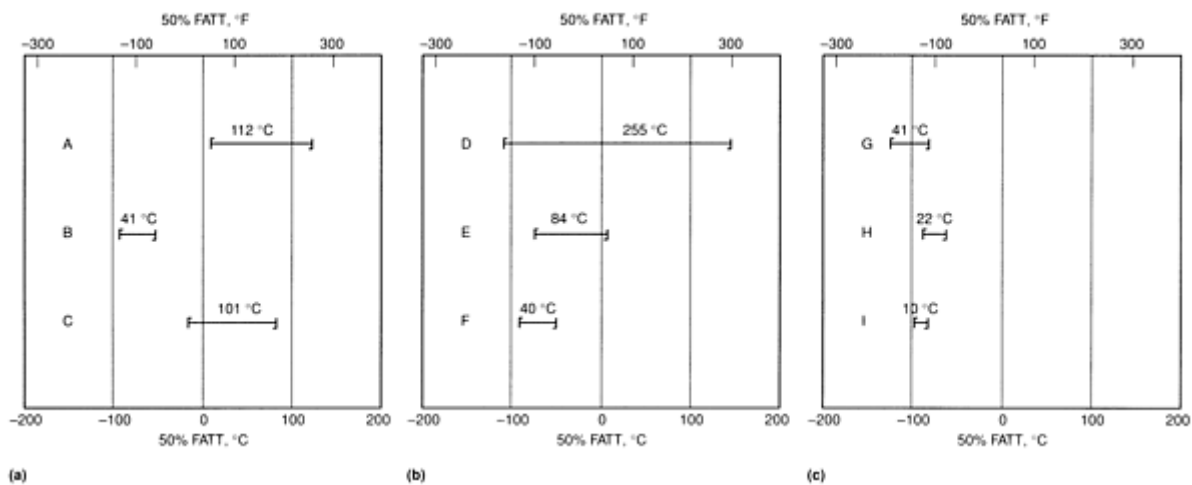 50% FATT, °F
−300 −100 100 300
A 112 °C
B 41 °C
C 101 °C
−200 −100 0 100 200
50% FATT, °C
(a)
50% FATT, °F
−300 −100 100 300
D 255 °C
E 84 °C
F 40 °C
−200 −100 0 100 200
50% FATT, °C
(b)
50% FATT, °F
−300 −100 100 300
G 41 °C
H 22 °C
I 10 °C
−200 −100 0 100 200
50% FATT, °C
(c)